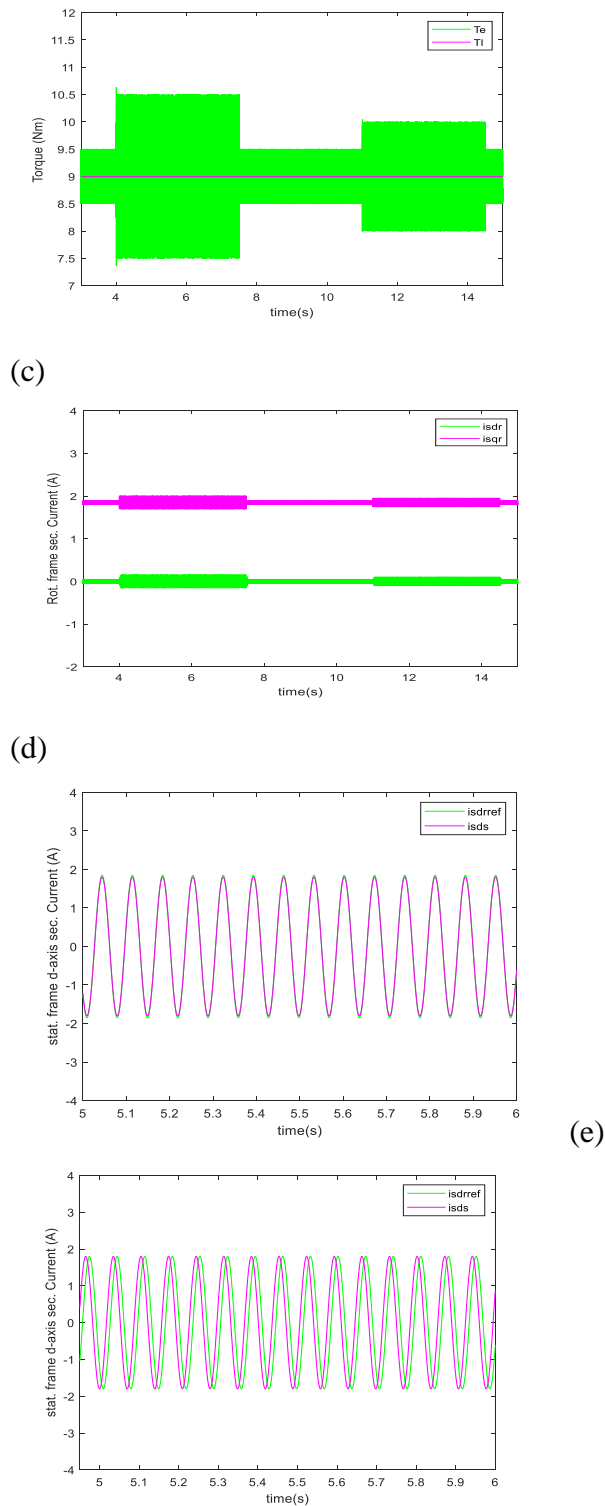 12
11.5
11
10.5
10
9.5
9
8.5
8
7.5
7
Torque (Nm)
Te
Tl
4 6 8 10 12 14
time(s)
(c)
4
3
2
1
0
-1
-2
Rot. frame sec. Current (A)
isdr
isqr
4 6 8 10 12 14
time(s)
(d)
4
3
2
1
0
-1
-2
-3
-4
stat. frame d-axis sec. Current (A)
isdrref
isds
5 5.1 5.2 5.3 5.4 5.5 5.6 5.7 5.8 5.9 6
time(s)
(e)
4
3
2
1
0
-1
-2
-3
-4
stat. frame d-axis sec. Current (A)
isdrref
isds
5 5.1 5.2 5.3 5.4 5.5 5.6 5.7 5.8 5.9 6
time(s)